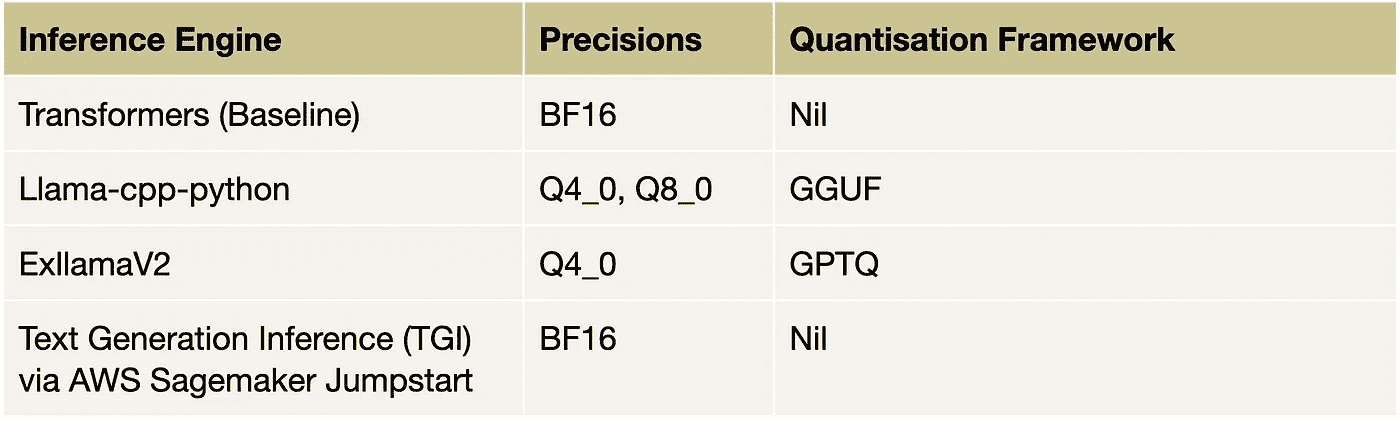 Inference Engine Precisions Quantisation Framework
Transformers (Baseline) BF16 Nil
Llama-cpp-python Q4_0, Q8_0 GGUF
ExllamaV2 Q4_0 GPTQ
Text Generation Inference (TGI) BF16 Nil
via AWS Sagemaker Jumpstart